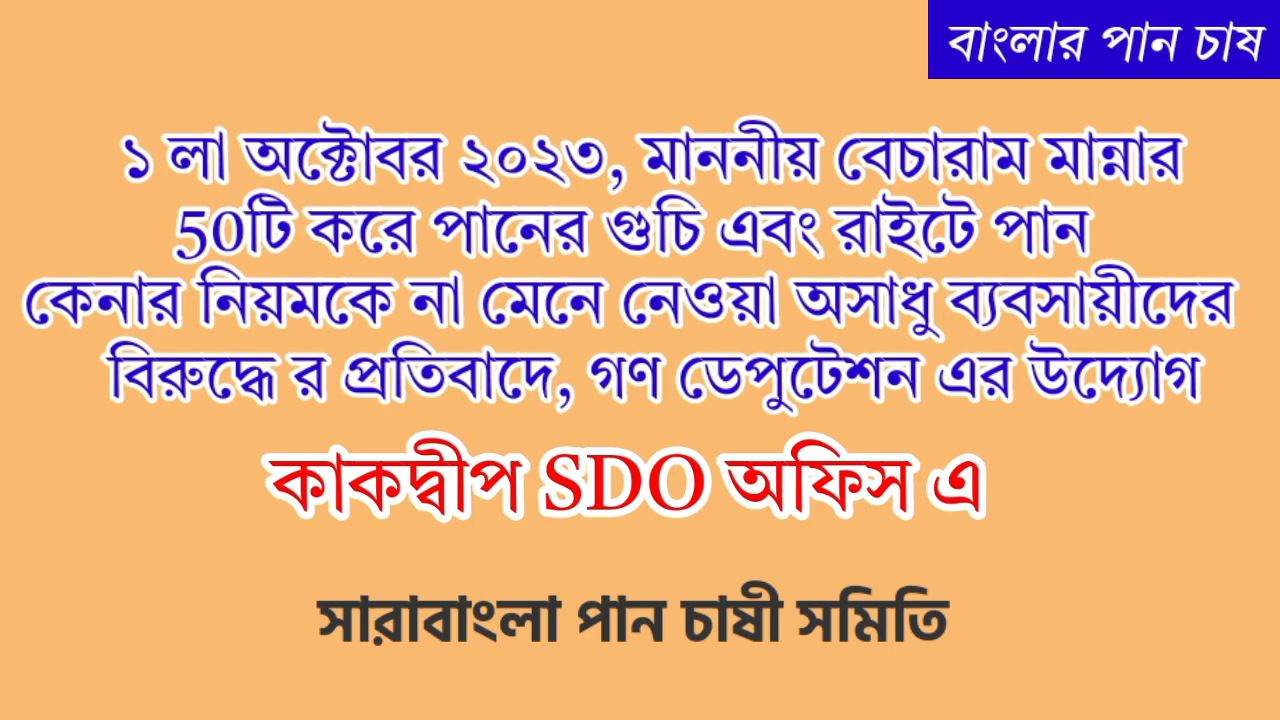 বাংলার পান চাষ
১ লা অক্টোবর ২০২৩, মাননীয় বেচারাম মান্নার
50টি করে পানের গুচি এবং রাইটে পান
কেনার নিয়মকে না মেনে নেওয়া অসাধু ব্যবসায়ীদের
বিরুদ্ধে র প্রতিবাদে, গণ ডেপুটেশন এর উদ্যোগ
কাকদ্বীপ SDO অফিস এ
সারাবাংলা পান চাষী সমিতি